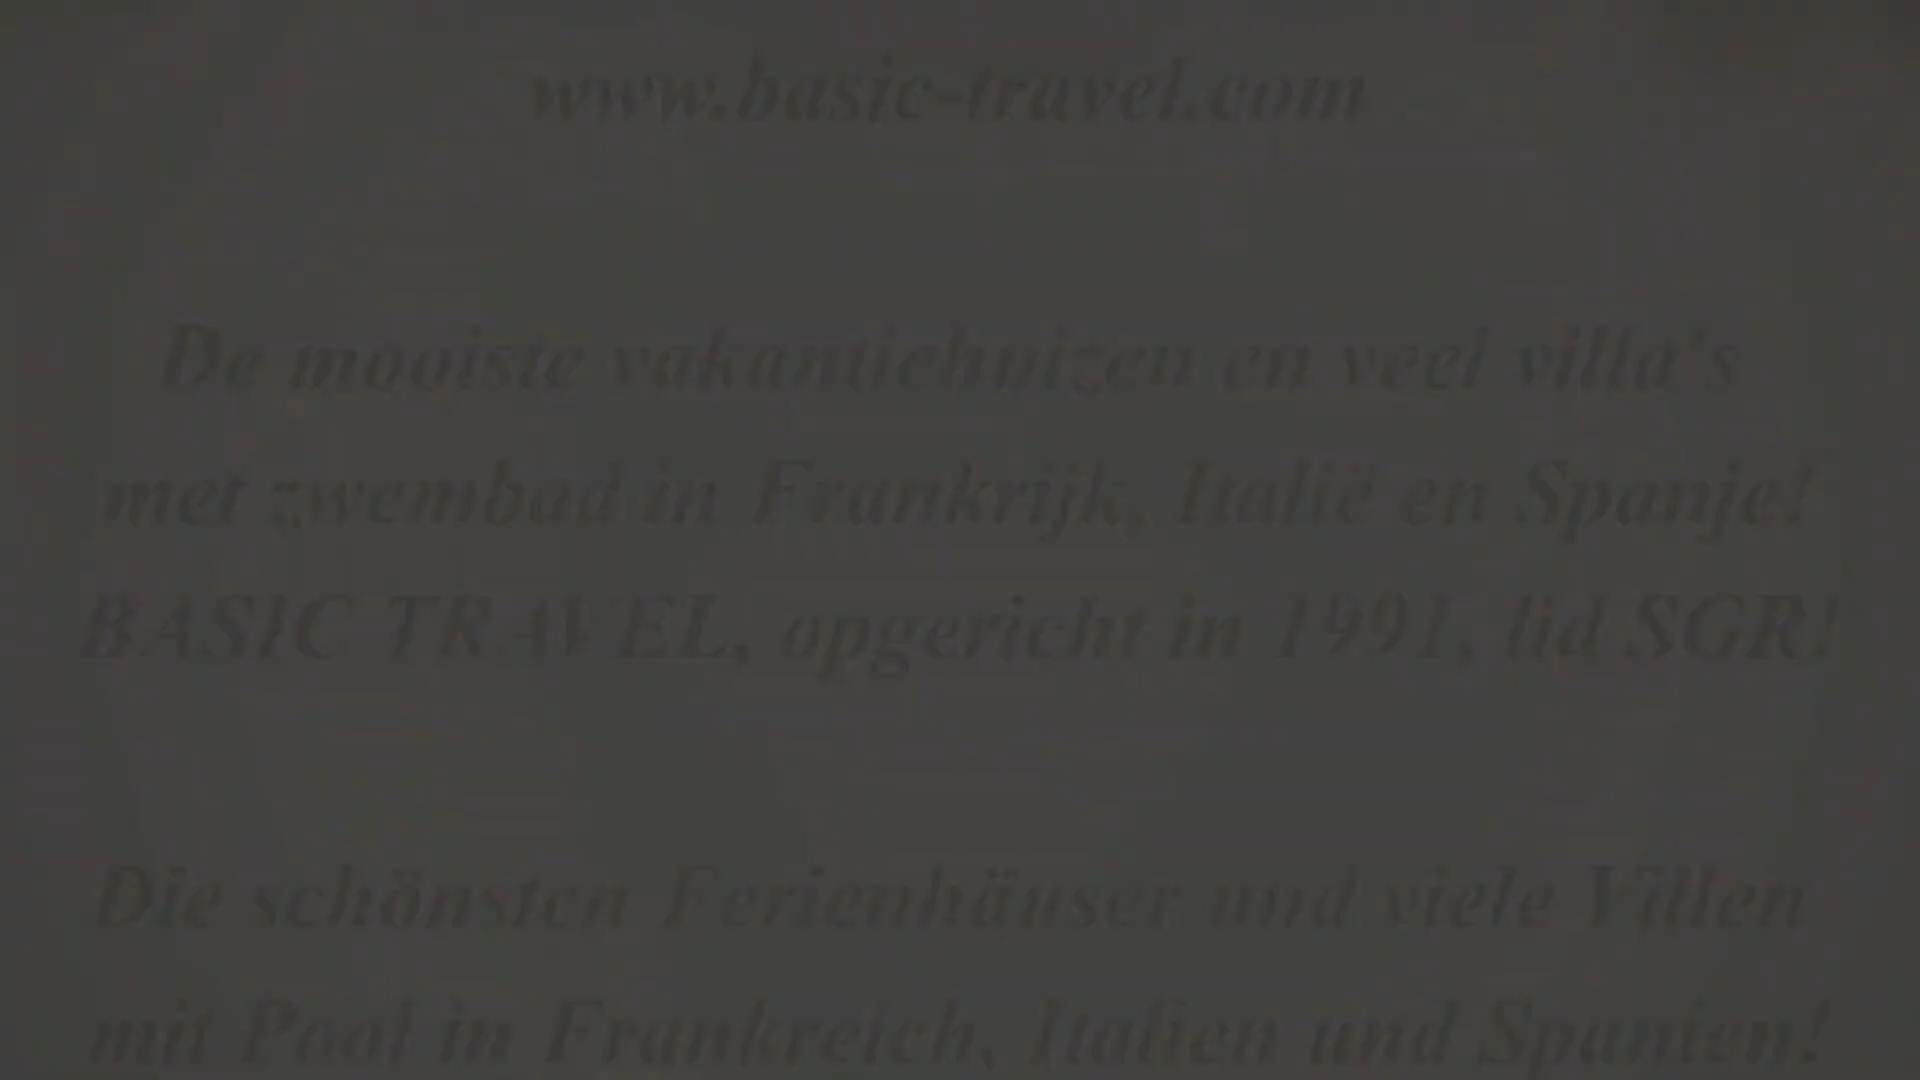 www.basic-travel.com
De mooiste vakantiehuizen en veel villa's
met zwembad in Frankrijk, Italië en Spanje!
BASIC TRAVEL, opgericht in 1991, lid SGR!
Die schönsten Ferienhäuser und viele Villen
mit Pool in Frankreich, Italien und Spanien!